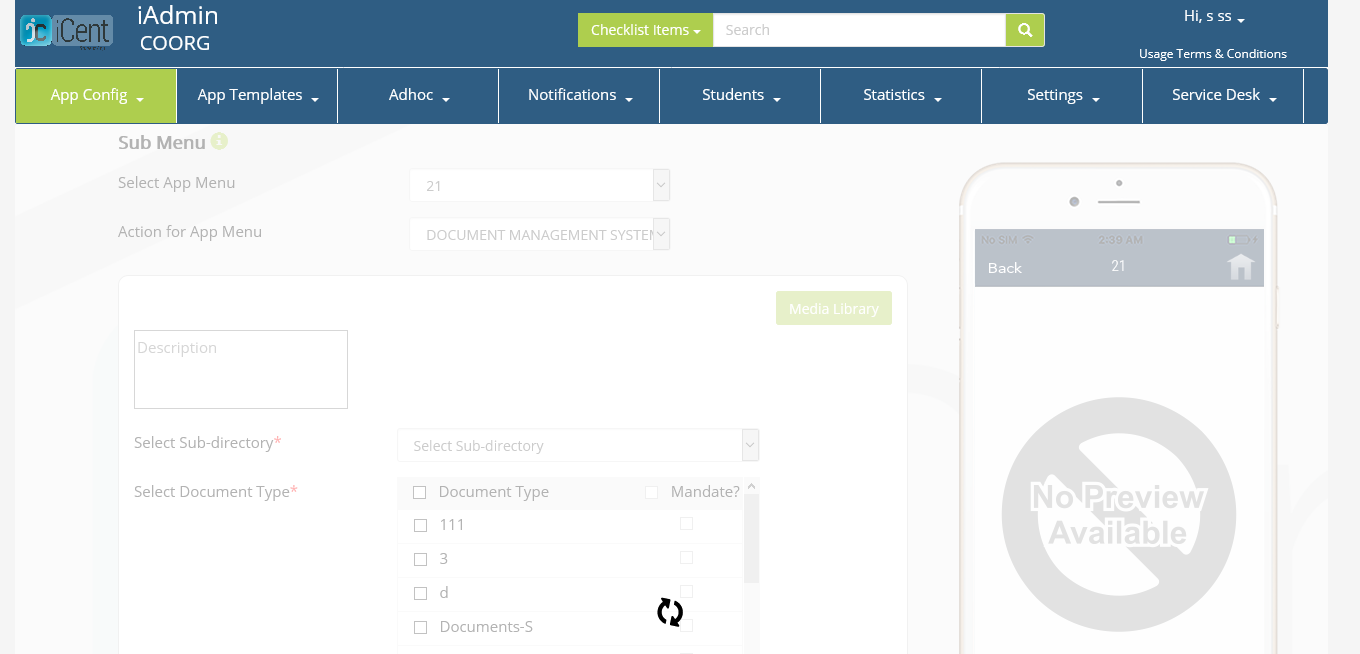 jc iCent
iAdmin
COORG
Checklist Items
Search
Hi, s ss
Usage Terms & Conditions
App Config
App Templates
Adhoc
Notifications
Students
Statistics
Settings
Service Desk
Sub Menu
Select App Menu
21
Action for App Menu
DOCUMENT MANAGEMENT SYSTEM
Media Library
Description
Select Sub-directory*
Select Sub-directory
Select Document Type*
Document Type
Mandate?
111
3
d
Documents-S
No SIM
2:39 AM
Back
21
No Preview
Available